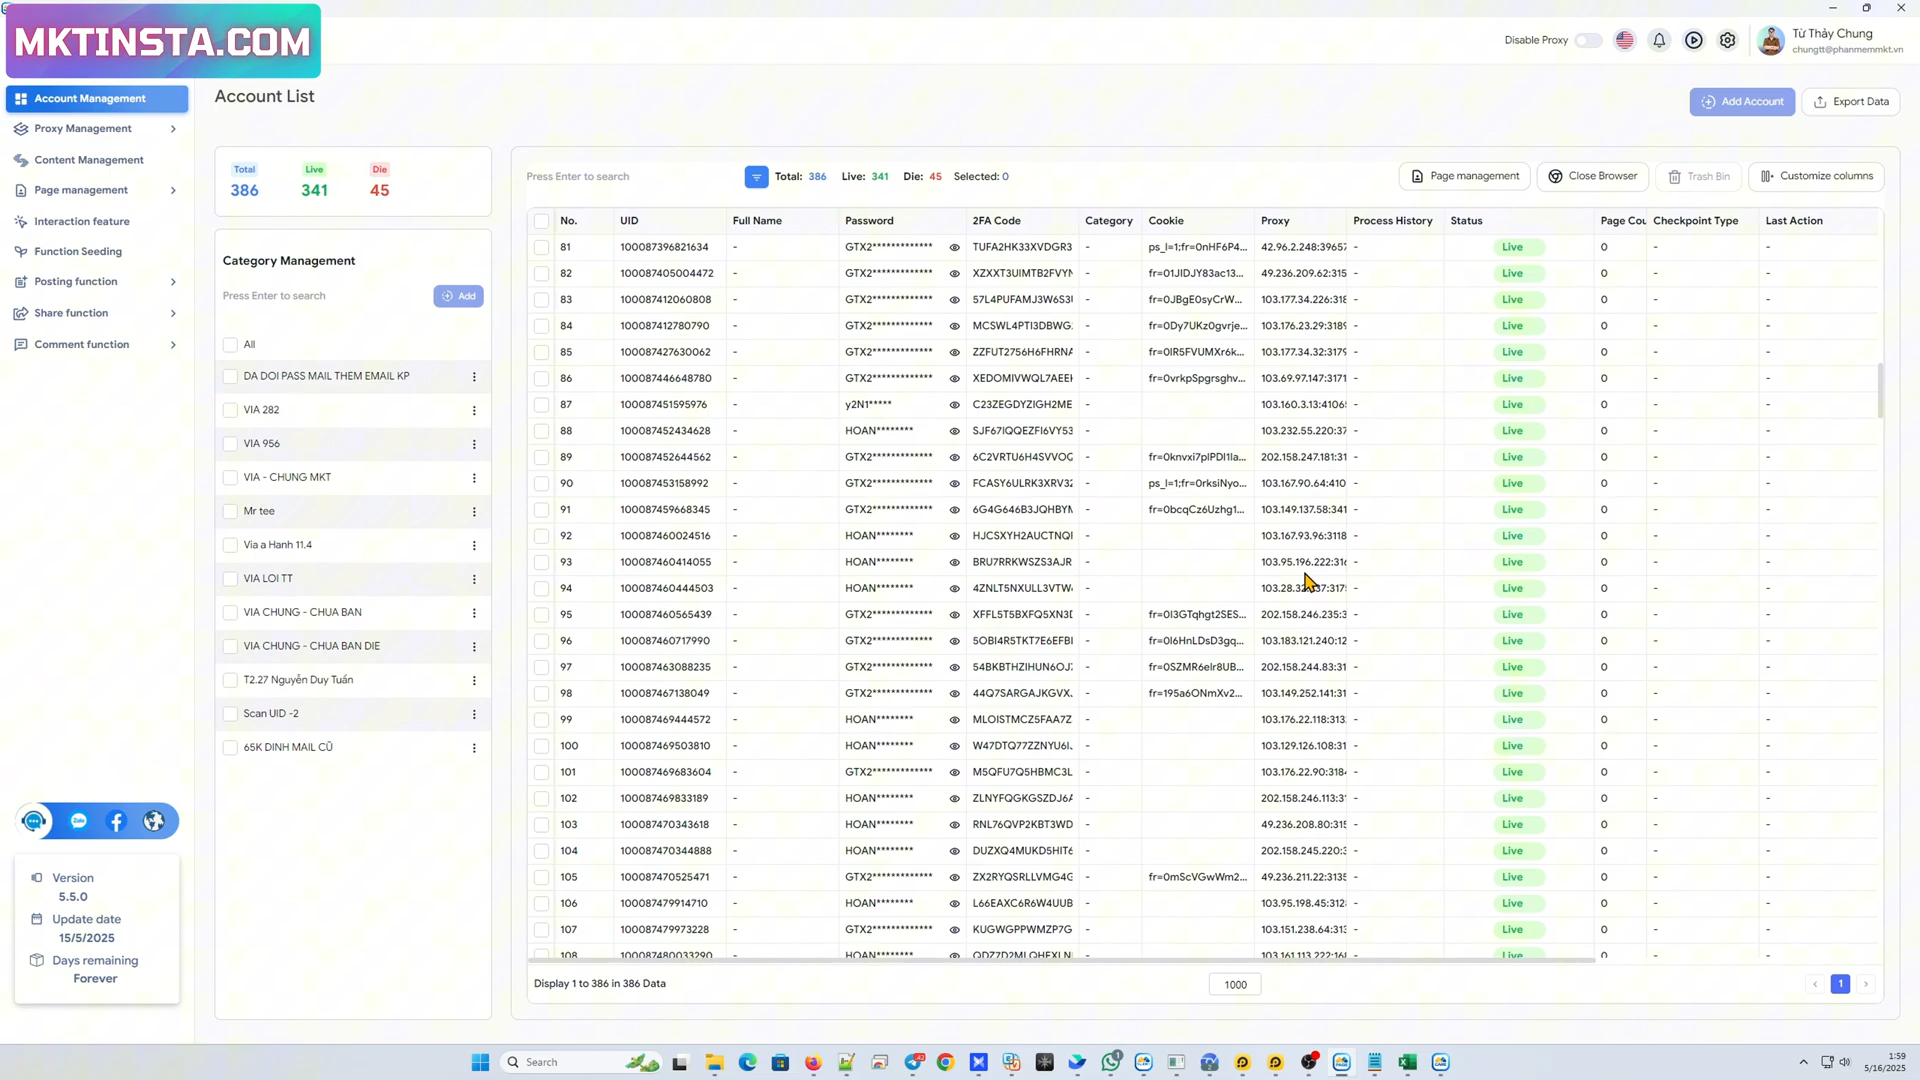 MKTINSTA.COM
Disable Proxy
Từ Thảy Chung
chungtt@phanmemmkt.vn
Account Management
Proxy Management
Content Management
Page management
Interaction feature
Function Seeding
Posting function
Share function
Comment function
Account List
Add Account
Export Data
Total Live Die
386 341 45
Category Management
Press Enter to search
Add
All
DA DOI PASS MAIL THEM EMAIL KP
VIA 282
VIA 956
VIA - CHUNG MKT
Mr tee
Via a Hanh 11.4
VIA LOI TT
VIA CHUNG - CHUA BAN
VIA CHUNG - CHUA BAN DIE
T2.27 Nguyễn Duy Tuấn
Scan UID -2
65K DINH MAIL CŨ
Version
5.5.0
Update date
15/5/2025
Days remaining
Forever
Press Enter to search
Total: 386 Live: 341 Die: 45 Selected: 0
Page management
Close Browser
Trash Bin
Customize columns
No. UID Full Name Password 2FA Code Category Cookie Proxy Process History Status Page Cou Checkpoint Type Last Action
81 100087396821634 - GTX2************* - - Live 0 - -
82 100087405004472 - GTX2************* - - Live 0 - -
83 100087412060808 - GTX2************* - - Live 0 - -
84 100087412780790 - GTX2************* - - Live 0 - -
85 100087427630062 - GTX2************* - - Live 0 - -
86 100087446648780 - GTX2************* - - Live 0 - -
87 100087451595976 - y2N1***** - - Live 0 - -
88 100087452434628 - HOAN******** - - Live 0 - -
89 100087452644562 - GTX2************* - - Live 0 - -
90 100087453158992 - GTX2************* - - Live 0 - -
91 100087459668345 - GTX2************* - - Live 0 - -
92 100087460024516 - HOAN******** - - Live 0 - -
93 100087460414055 - HOAN******** - - Live 0 - -
94 100087460444503 - HOAN******** - - Live 0 - -
95 100087460565439 - GTX2************* - - Live 0 - -
96 100087460717990 - GTX2************* - - Live 0 - -
97 100087463088235 - GTX2************* - - Live 0 - -
98 100087467138049 - GTX2************* - - Live 0 - -
99 100087469444572 - HOAN******** - - Live 0 - -
100 100087469503810 - HOAN******** - - Live 0 - -
101 100087469683604 - GTX2************* - - Live 0 - -
102 100087469833189 - HOAN******** - - Live 0 - -
103 100087470343618 - HOAN******** - - Live 0 - -
104 100087470344888 - HOAN******** - - Live 0 - -
105 100087470525471 - GTX2************* - - Live 0 - -
106 100087479914710 - HOAN******** - - Live 0 - -
107 100087479973228 - GTX2************* - - Live 0 - -
108 100087480033290 - HOAN******** - - Live 0 - -
Display 1 to 386 in 386 Data
1000
1
Search
1:59
5/16/2025